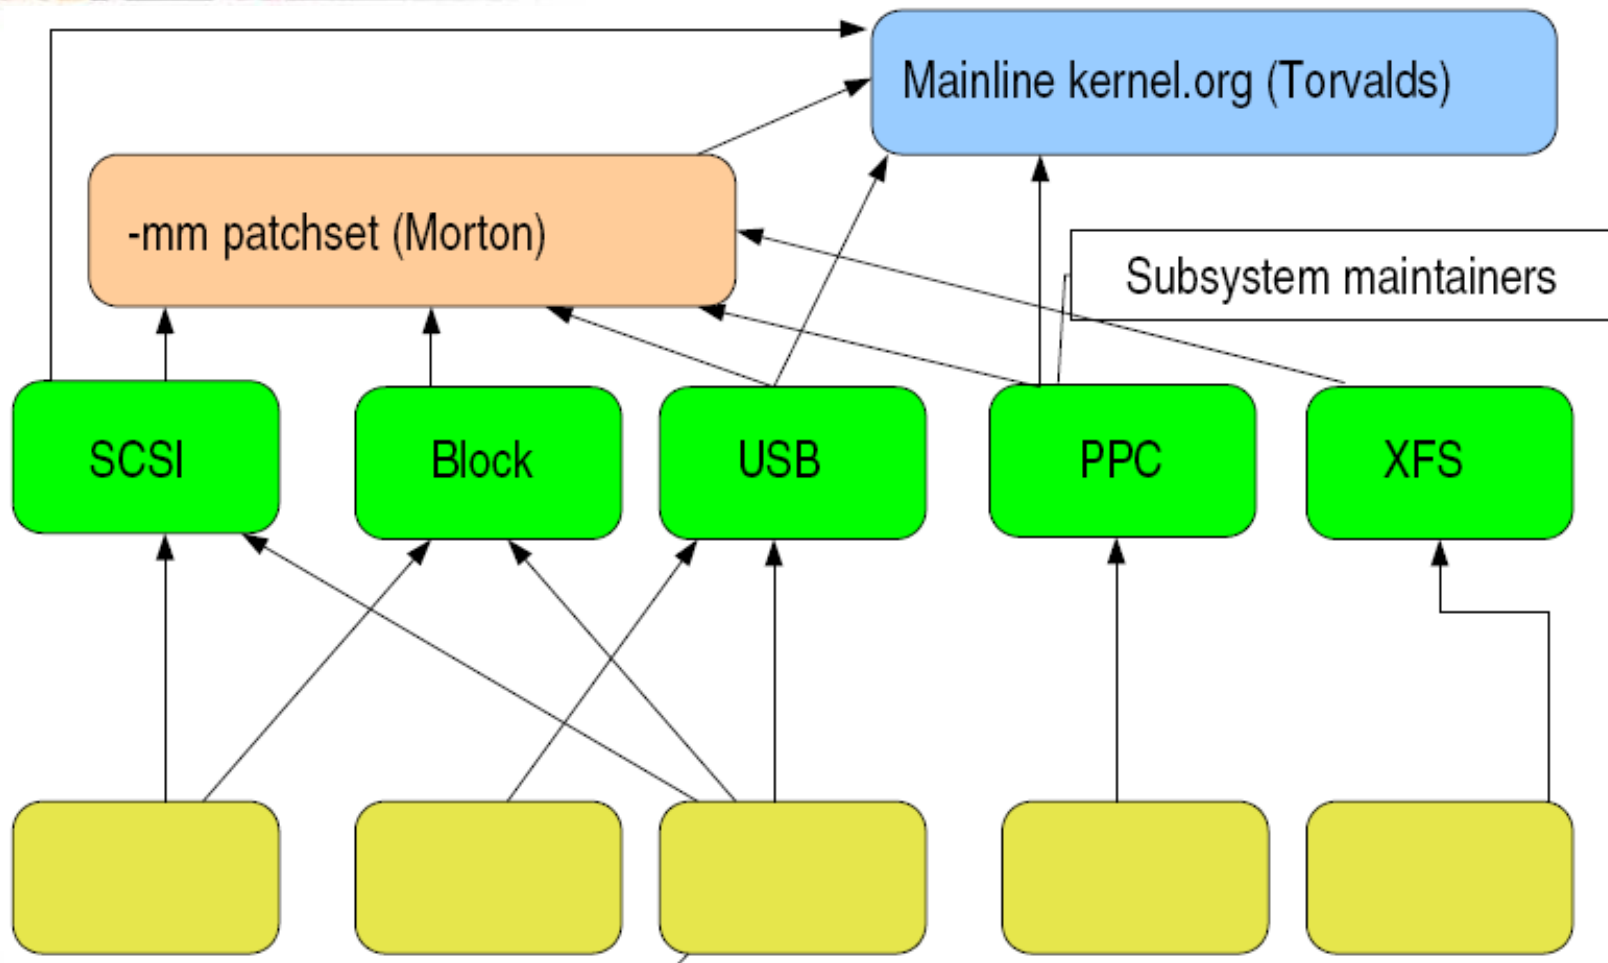 Mainline kernel.org (Torvalds)
-mm patchset (Morton)
Subsystem maintainers
SCSI
Block
USB
PPC
XFS